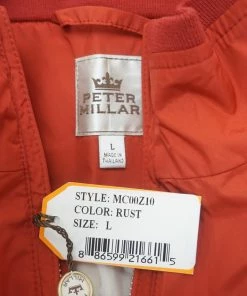 PETER
MILLAR
L
MADE IN
THAILAND
STYLE: MC00Z10
COLOR: RUST
SIZE: L
8 86599 21661 5